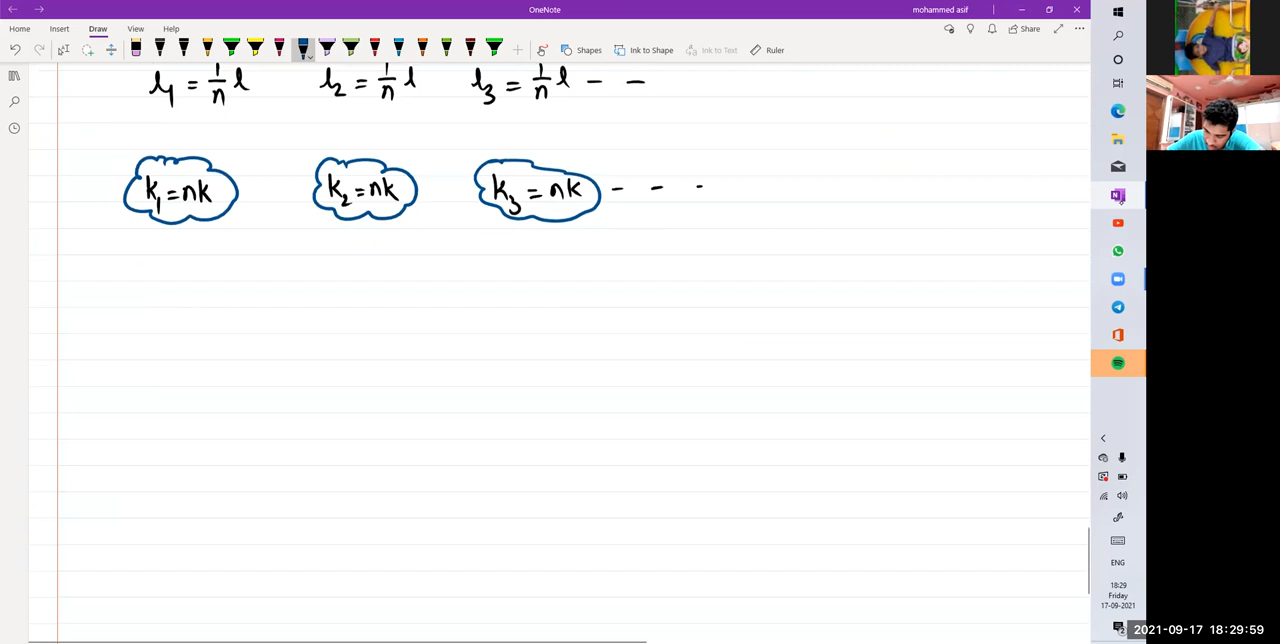 OneNote
mohammed asif
Home Insert Draw View Help
Share
Shapes Ink to Shape Ink to Text Ruler
l1 = 1/n l l2 = 1/n l l3 = 1/n l - -
k1 = nk k2 = nk k3 = nk - - -
ENG
18:29
Friday
17-09-2021
2021-09-17 18:29:59